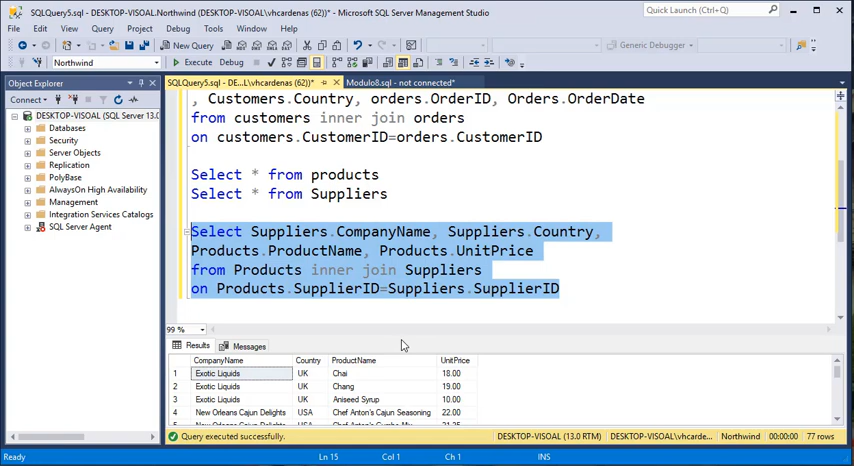 SQLQuery5.sql - DESKTOP-VISOAL.Northwind (DESKTOP-VISOAL\vhcardenas (62))* - Microsoft SQL Server Management Studio
Quick Launch (Ctrl+Q)
File Edit View Query Project Debug Tools Window Help
New Query
Generic Debugger
Northwind
Execute Debug
Object Explorer
SQLQuery5.sql - DE...L\vhcardenas (62))*
Modulo8.sql - not connected*
Connect
DESKTOP-VISOAL (SQL Server 13.0
Databases
Security
Server Objects
Replication
PolyBase
AlwaysOn High Availability
Management
Integration Services Catalogs
SQL Server Agent
, Customers.Country, orders.OrderID, Orders.OrderDate
from customers inner join orders
on customers.CustomerID=orders.CustomerID
Select * from products
Select * from Suppliers
Select Suppliers.CompanyName, Suppliers.Country,
Products.ProductName, Products.UnitPrice
from Products inner join Suppliers
on Products.SupplierID=Suppliers.SupplierID
99 %
Results Messages
CompanyName Country ProductName UnitPrice
1 Exotic Liquids UK Chai 18.00
2 Exotic Liquids UK Chang 19.00
3 Exotic Liquids UK Aniseed Syrup 10.00
4 New Orleans Cajun Delights USA Chef Anton's Cajun Seasoning 22.00
Query executed successfully.
DESKTOP-VISOAL (13.0 RTM)
DESKTOP-VISOAL\vhcarde...
Northwind
00:00:00
77 rows
Ready
Ln 15
Col 1
Ch 1
INS